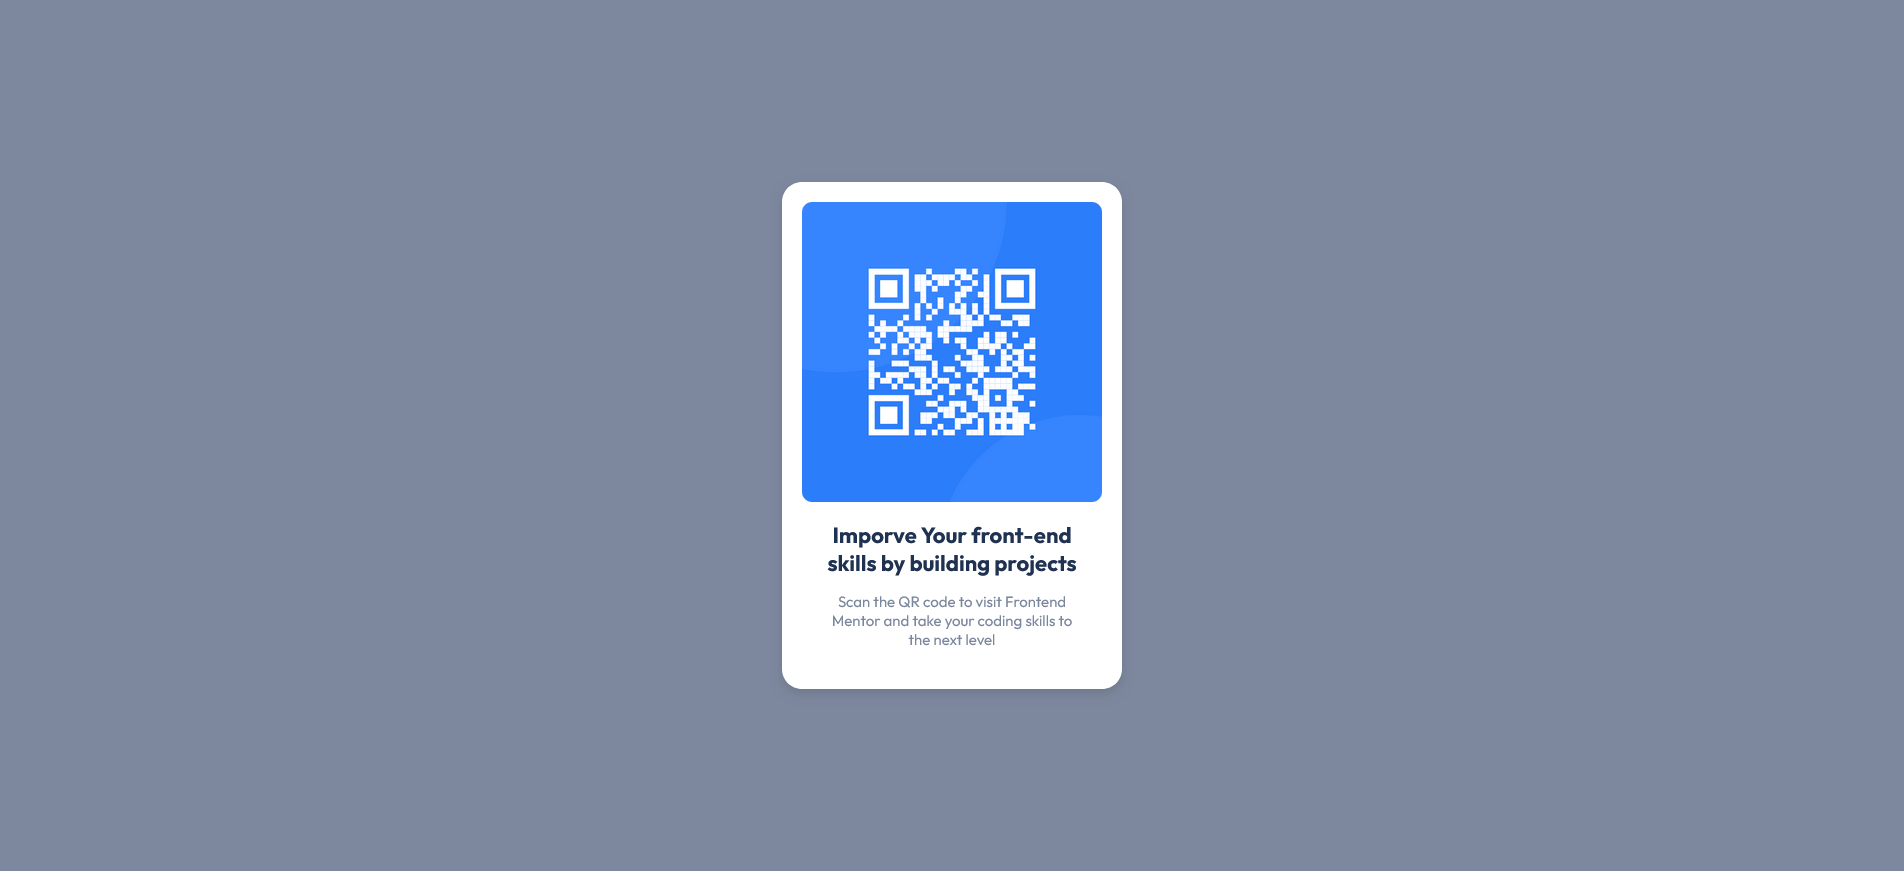 Imporve Your front-end
skills by building projects
Scan the QR code to visit Frontend
Mentor and take your coding skills to
the next level